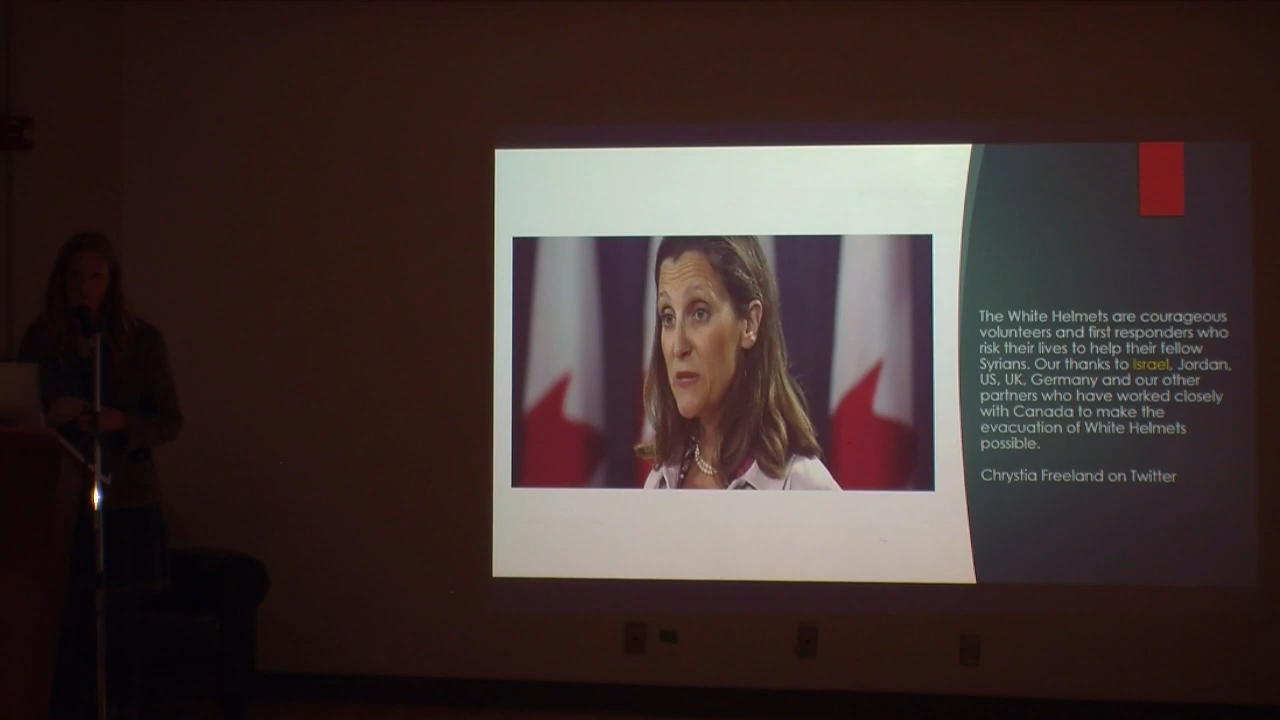 The White Helmets are courageous
volunteers and first responders who
risk their lives to help their fellow
Syrians. Our thanks to Israel, Jordan,
US, UK, Germany and our other
partners who have worked closely
with Canada to make the
evacuation of White Helmets
possible.
Chrystia Freeland on Twitter